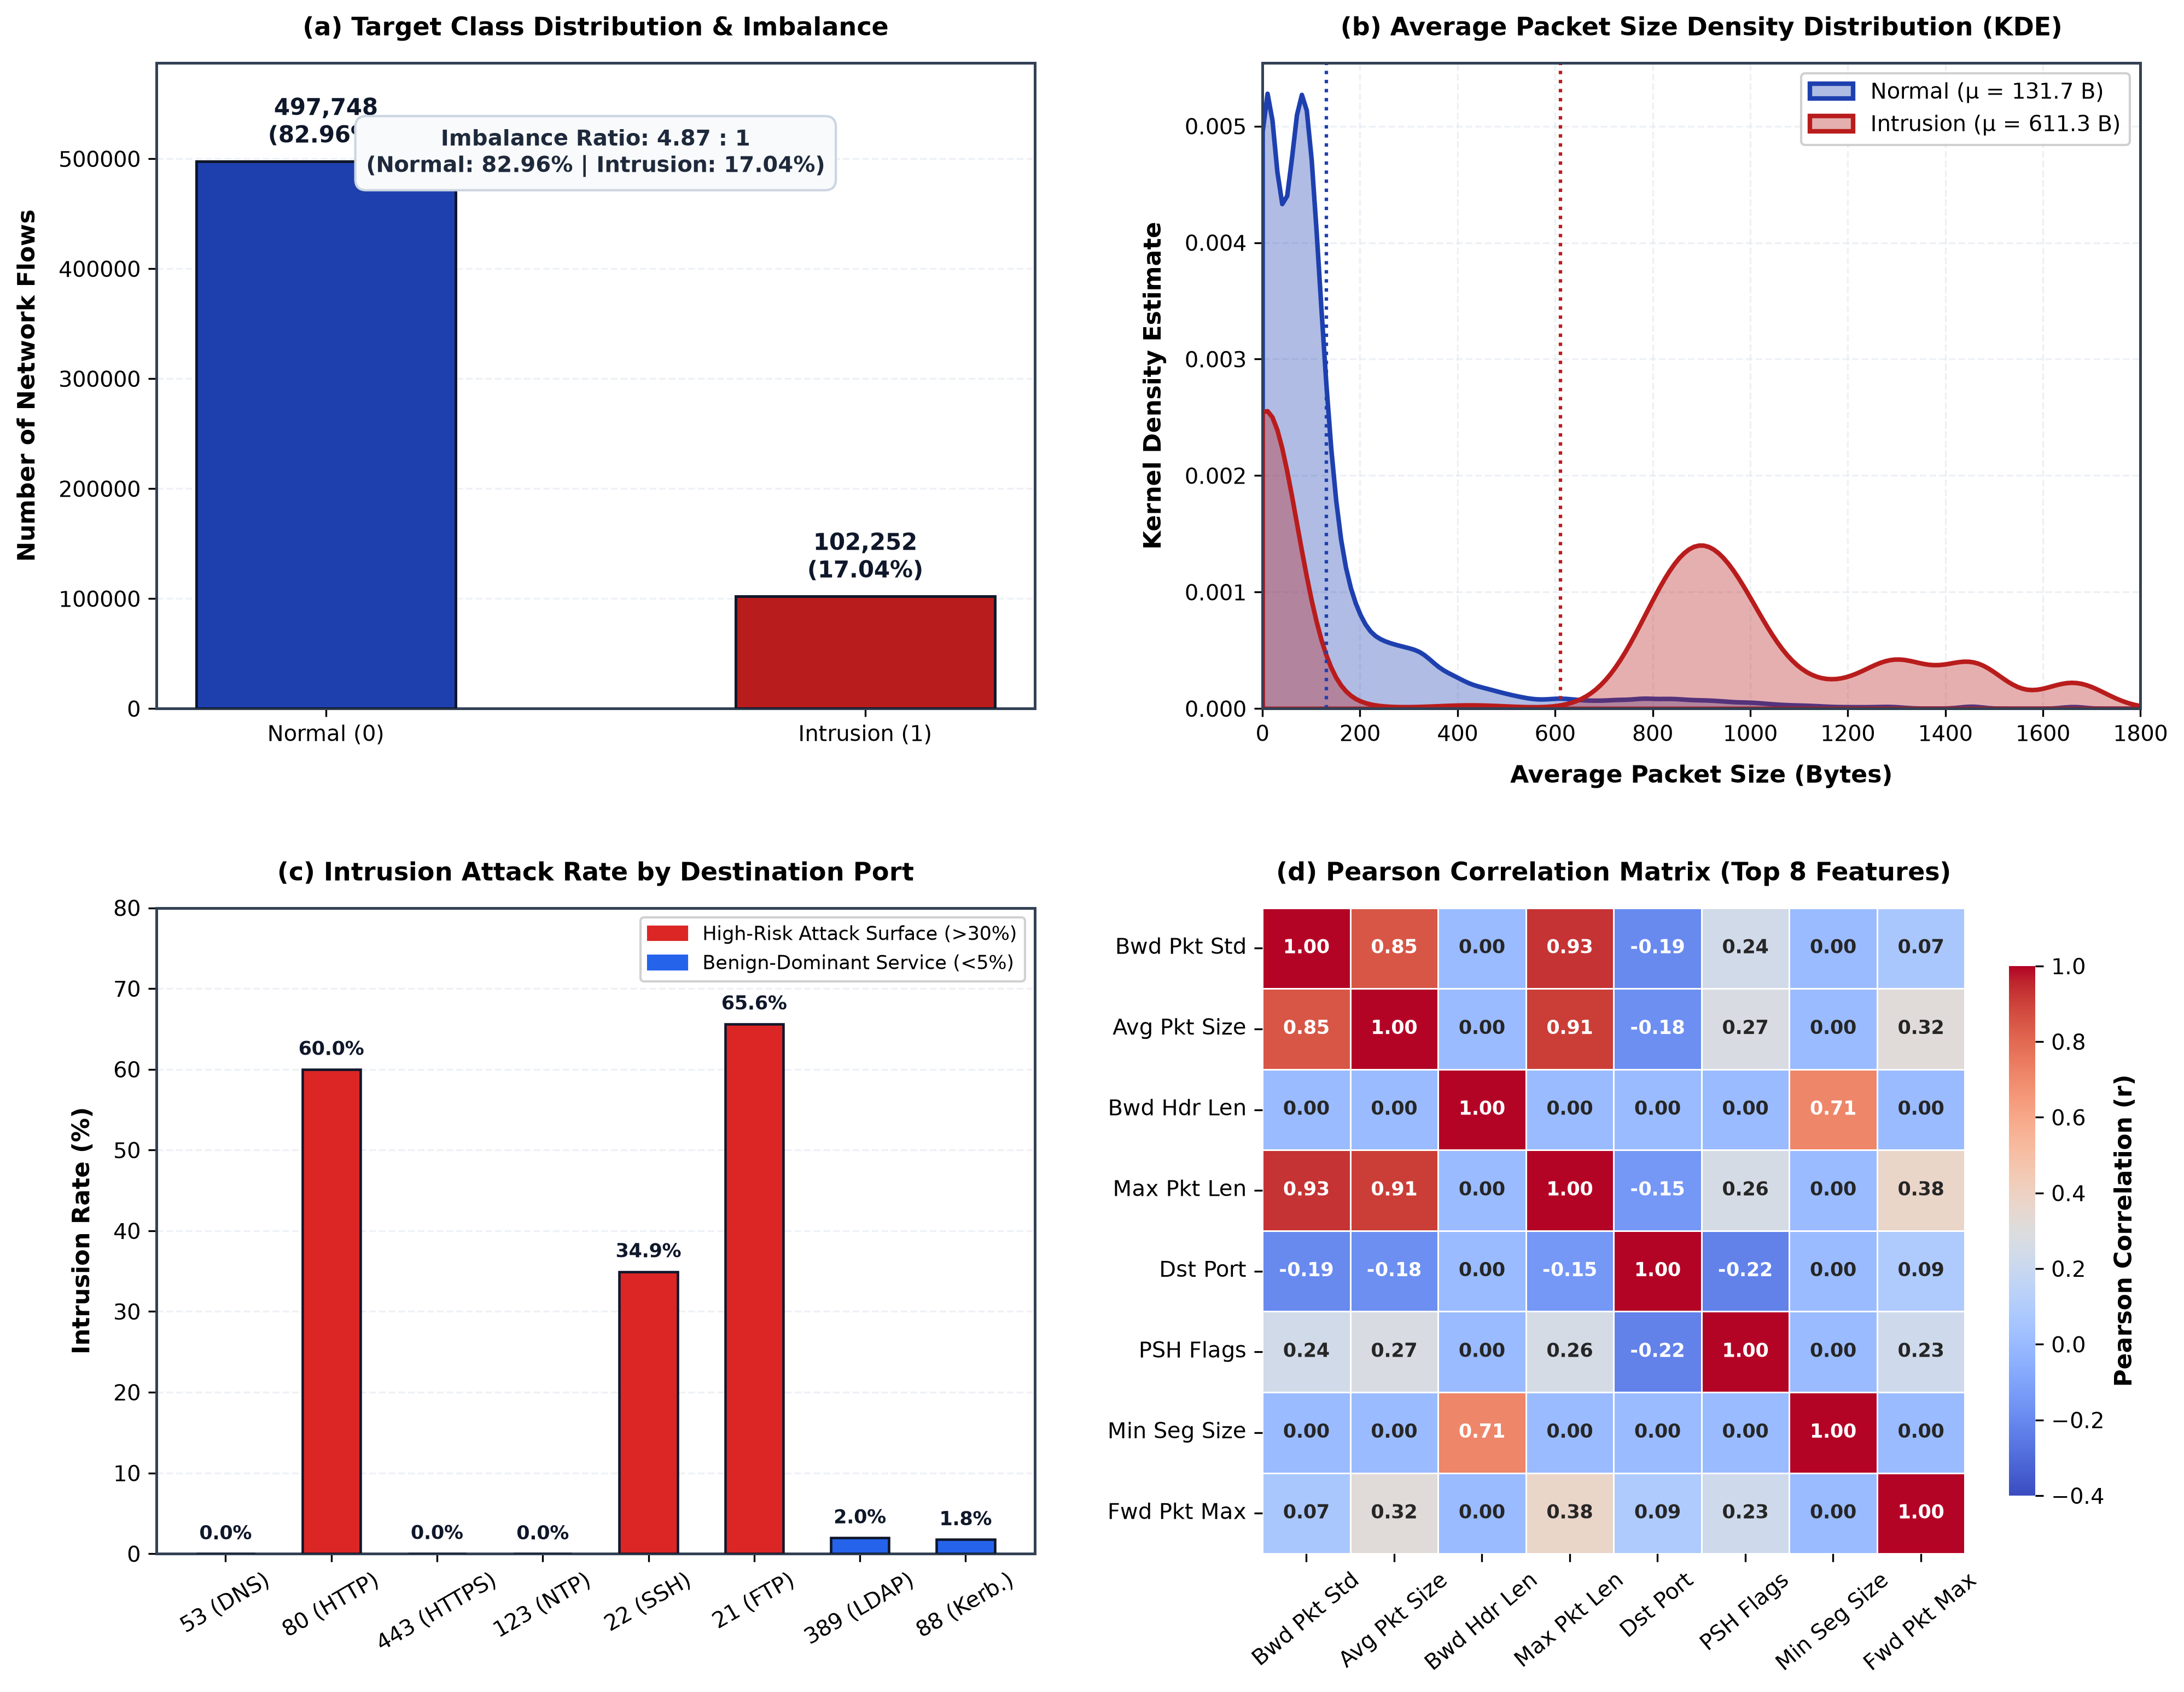 (a) Target Class Distribution & Imbalance
Number of Network Flows
500000
400000
300000
200000
100000
0
497,748
(82.96%
Imbalance Ratio: 4.87 : 1
(Normal: 82.96% | Intrusion: 17.04%)
102,252
(17.04%)
Normal (0)
Intrusion (1)
(b) Average Packet Size Density Distribution (KDE)
Kernel Density Estimate
0.005
0.004
0.003
0.002
0.001
0.000
Normal (μ = 131.7 B)
Intrusion (μ = 611.3 B)
0 200 400 600 800 1000 1200 1400 1600 1800
Average Packet Size (Bytes)
(c) Intrusion Attack Rate by Destination Port
Intrusion Rate (%)
80
70
60
50
40
30
20
10
0
High-Risk Attack Surface (>30%)
Benign-Dominant Service (<5%)
0.0%
60.0%
0.0%
0.0%
34.9%
65.6%
2.0%
1.8%
53 (DNS)
80 (HTTP)
443 (HTTPS)
123 (NTP)
22 (SSH)
21 (FTP)
389 (LDAP)
88 (Kerb.)
(d) Pearson Correlation Matrix (Top 8 Features)
Bwd Pkt Std 1.00 0.85 0.00 0.93 -0.19 0.24 0.00 0.07
Avg Pkt Size 0.85 1.00 0.00 0.91 -0.18 0.27 0.00 0.32
Bwd Hdr Len 0.00 0.00 1.00 0.00 0.00 0.00 0.71 0.00
Max Pkt Len 0.93 0.91 0.00 1.00 -0.15 0.26 0.00 0.38
Dst Port -0.19 -0.18 0.00 -0.15 1.00 -0.22 0.00 0.09
PSH Flags 0.24 0.27 0.00 0.26 -0.22 1.00 0.00 0.23
Min Seg Size 0.00 0.00 0.71 0.00 0.00 0.00 1.00 0.00
Fwd Pkt Max 0.07 0.32 0.00 0.38 0.09 0.23 0.00 1.00
Bwd Pkt Std
Avg Pkt Size
Bwd Hdr Len
Max Pkt Len
Dst Port
PSH Flags
Min Seg Size
Fwd Pkt Max
1.0
0.8
0.6
0.4
0.2
0.0
−0.2
−0.4
Pearson Correlation (r)